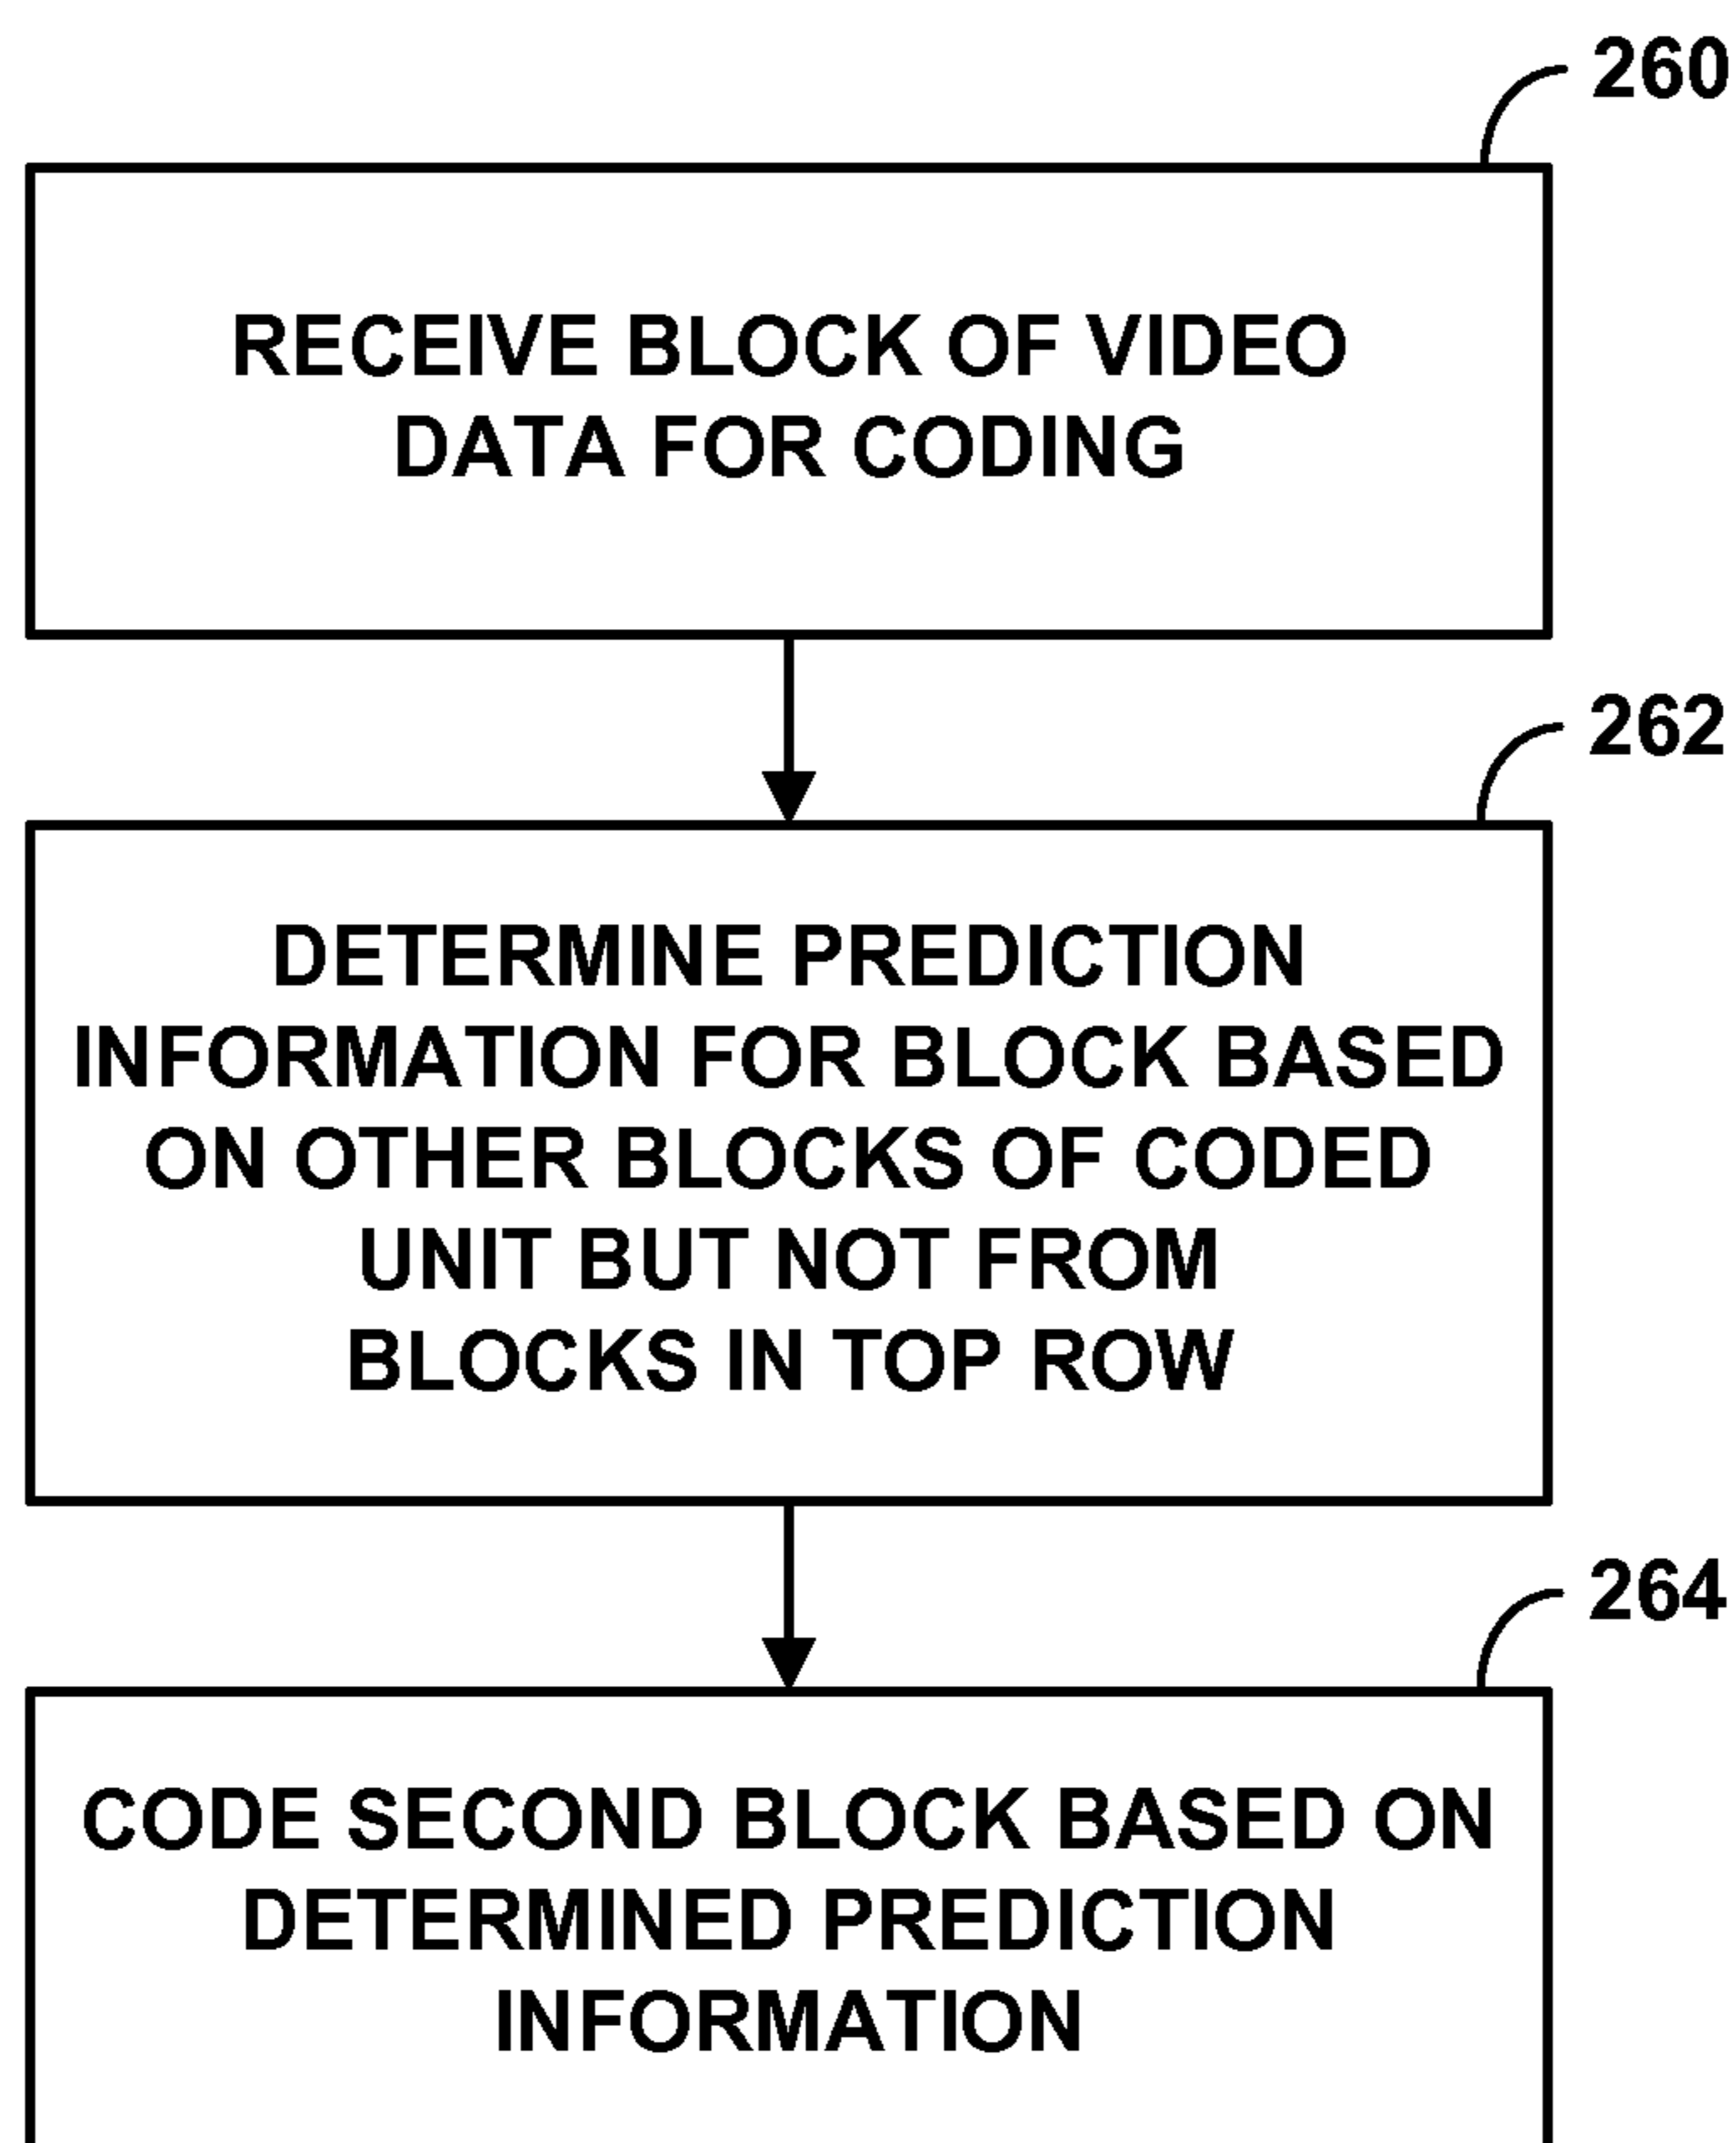 260
RECEIVE BLOCK OF VIDEO
DATA FOR CODING
262
DETERMINE PREDICTION
INFORMATION FOR BLOCK BASED
ON OTHER BLOCKS OF CODED
UNIT BUT NOT FROM
BLOCKS IN TOP ROW
264
CODE SECOND BLOCK BASED ON
DETERMINED PREDICTION
INFORMATION